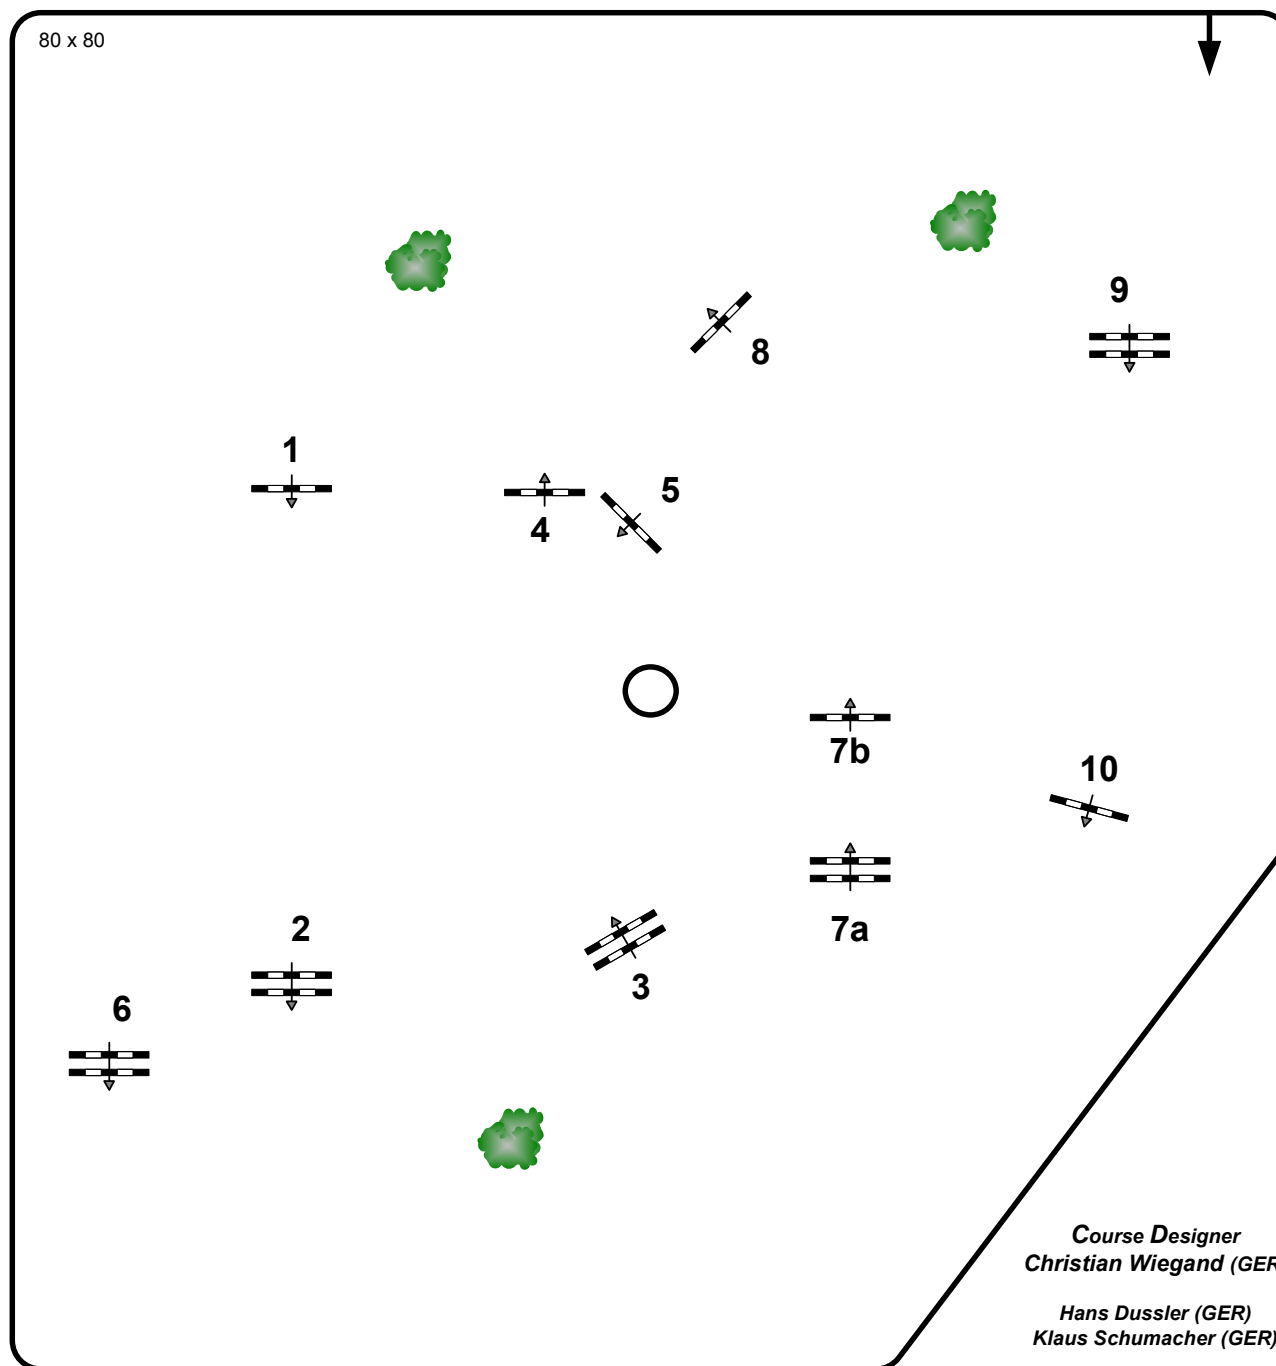 80 x 80
9
8
1
5
4
7b
10
2
7a
3
6
Course Designer
Christian Wiegand (GER
Hans Dussler (GER)
Klaus Schumacher (GER)